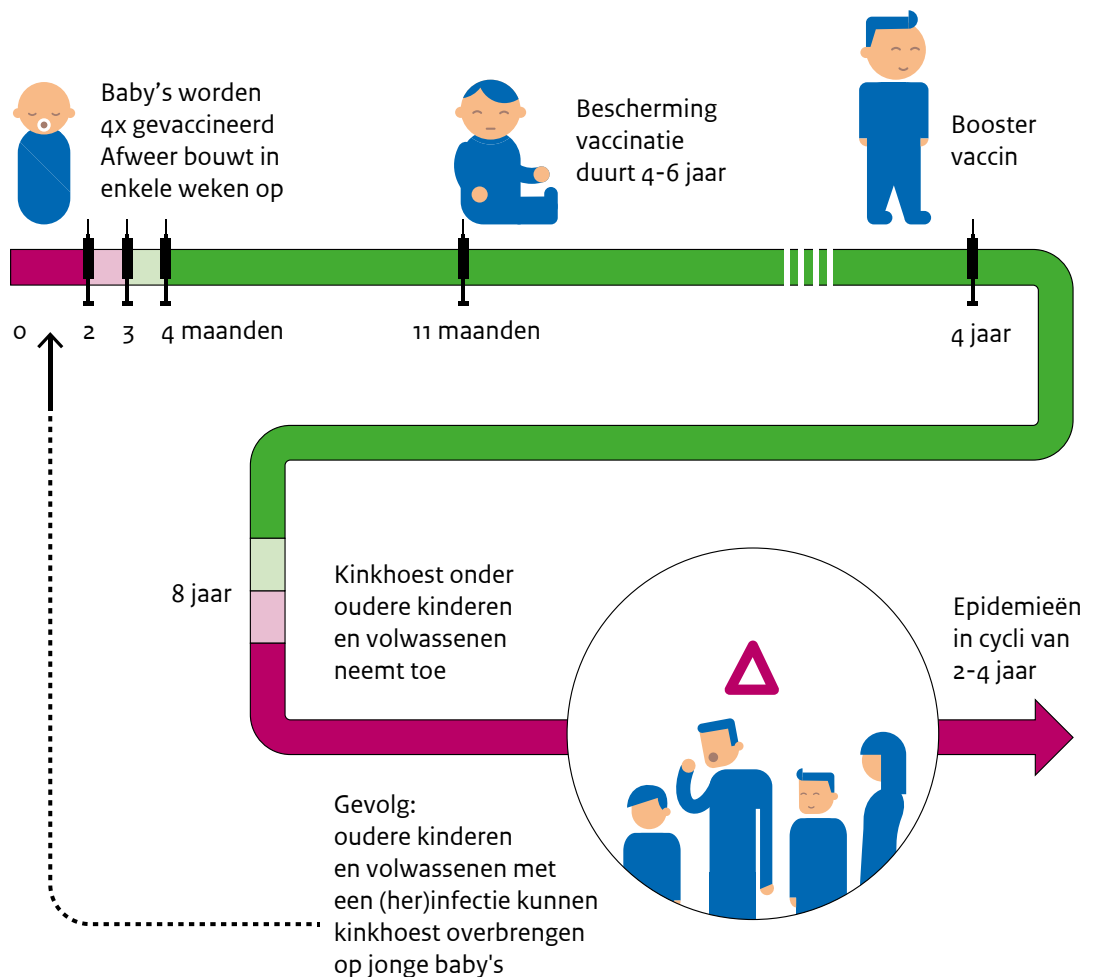 Baby’s worden
4x gevaccineerd
Afweer bouwt in
enkele weken op
Bescherming
vaccinatie
duurt 4-6 jaar
Booster
vaccin
0
2
3
4 maanden
11 maanden
4 jaar
8 jaar
Kinkhoest onder
oudere kinderen
en volwassenen
neemt toe
Epidemieën
in cycli van
2-4 jaar
Gevolg:
oudere kinderen
en volwassenen met
een (her)infectie kunnen
kinkhoest overbrengen
op jonge baby's